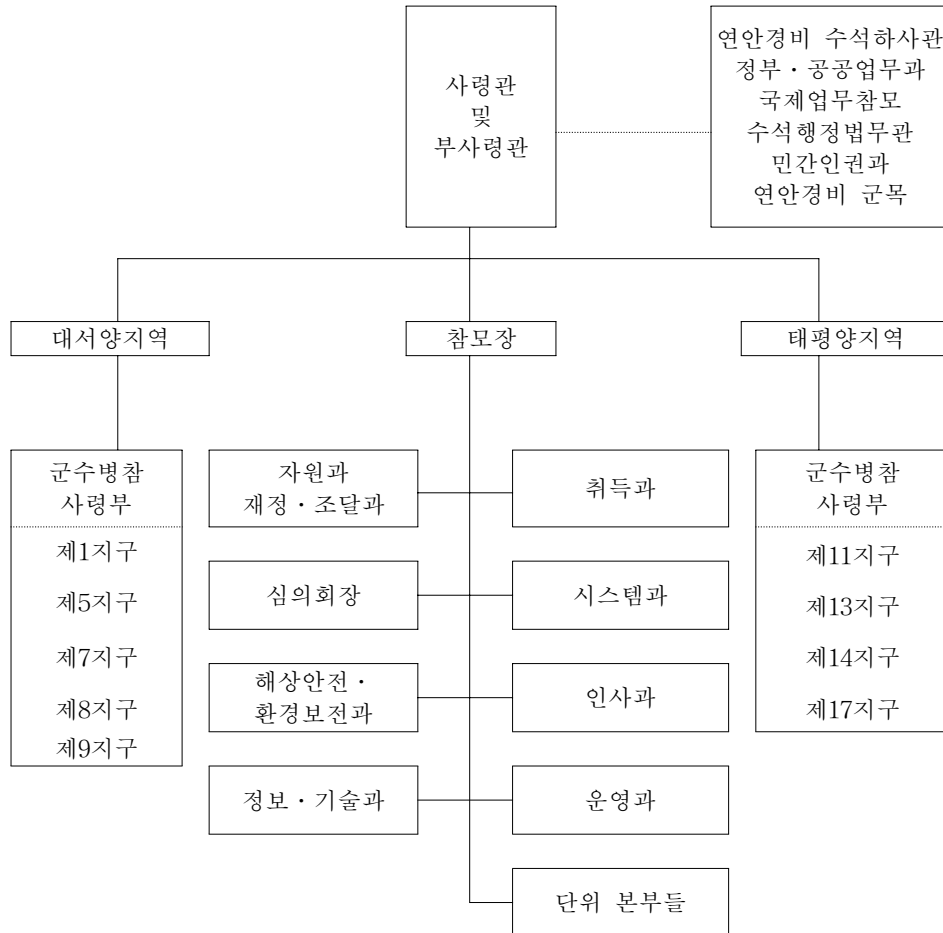 사령관
및
부사령관
연안경비 수석하사관
정부·공공업무과
국제업무참모
수석행정법무관
민간인권과
연안경비 군목
대서양지역
참모장
태평양지역
군수병참
사령부
제1지구
제5지구
제7지구
제8지구
제9지구
자원과
재정·조달과
취득과
심의회장
시스템과
해상안전·
환경보전과
인사과
정보·기술과
운영과
단위 본부들
군수병참
사령부
제11지구
제13지구
제14지구
제17지구